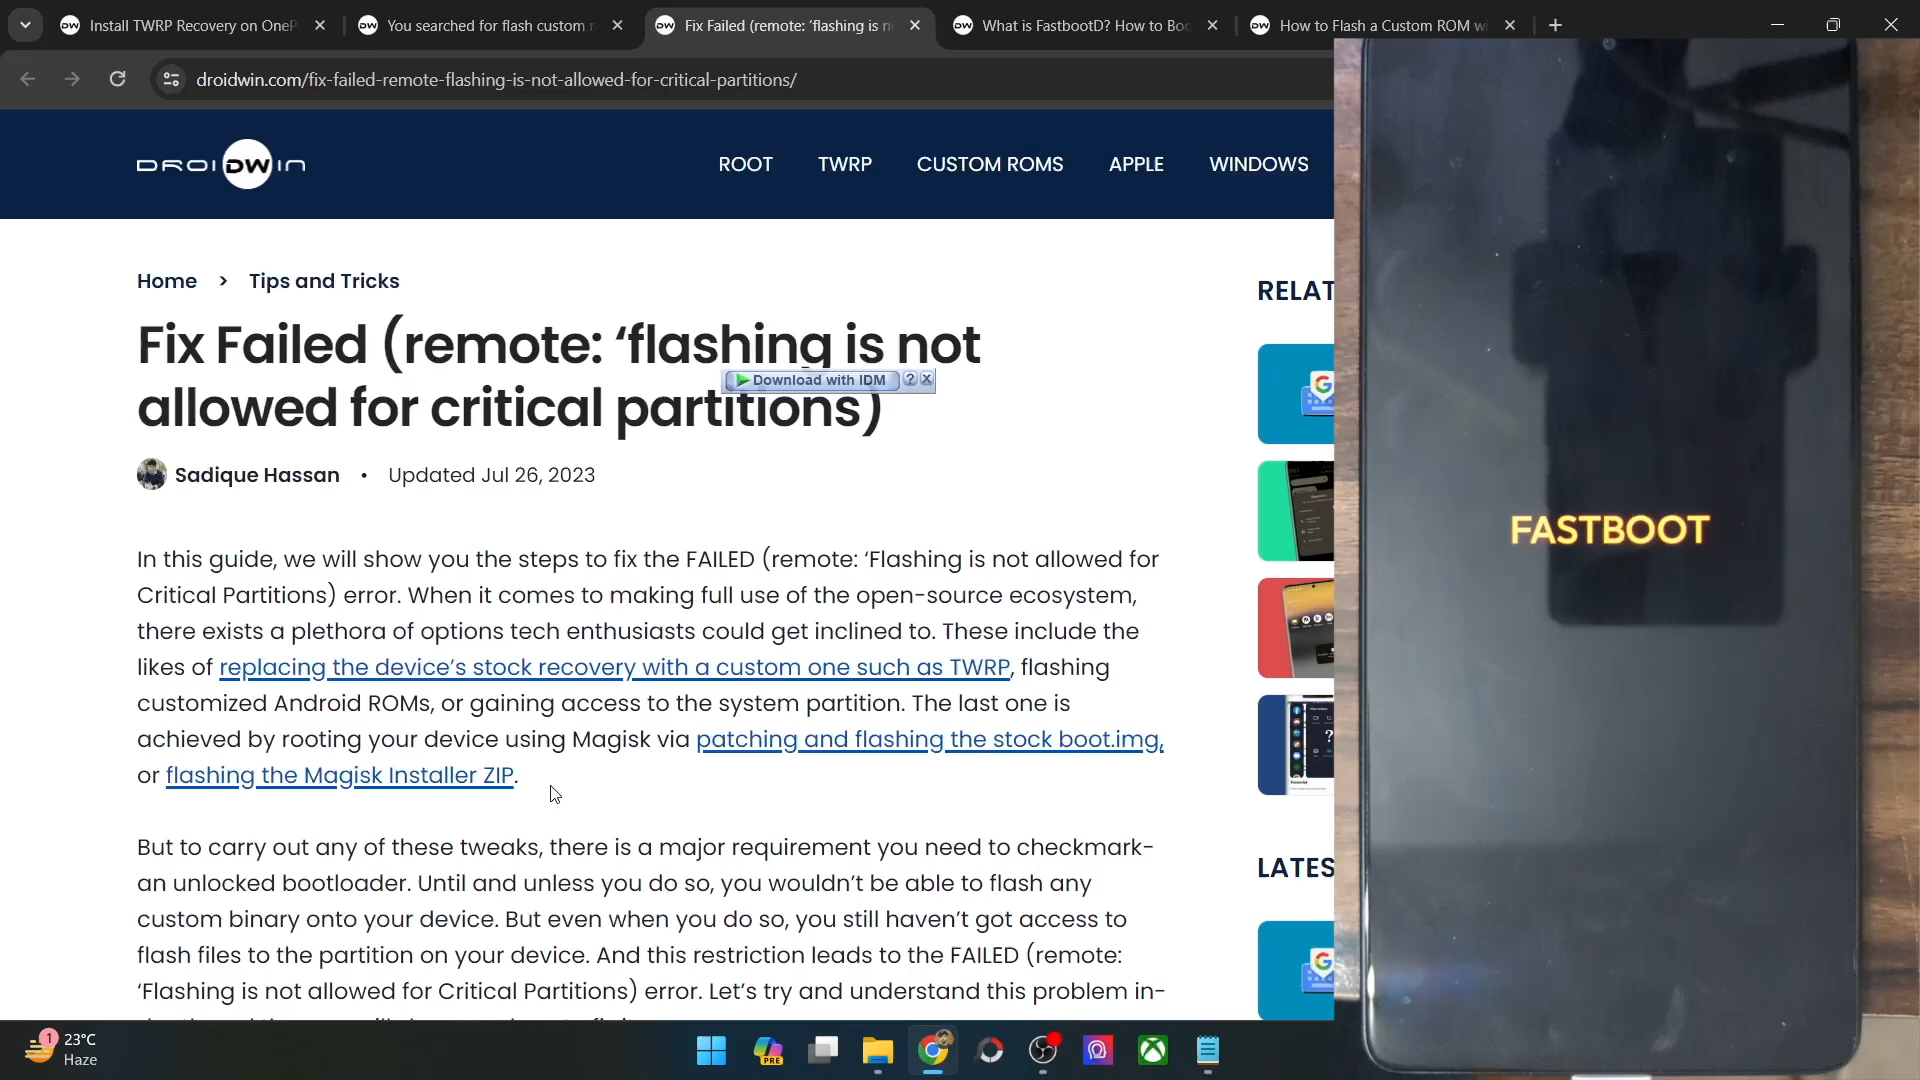 Install TWRP Recovery on OneP
You searched for flash custom r
Fix Failed (remote: 'flashing is n
What is FastbootD? How to Boo
How to Flash a Custom ROM wi
droidwin.com/fix-failed-remote-flashing-is-not-allowed-for-critical-partitions/
DROIDWIN
ROOT
TWRP
CUSTOM ROMS
APPLE
WINDOWS
Home > Tips and Tricks
Fix Failed (remote: ‘flashing is not
allowed for critical partitions)
Download with IDM
Sadique Hassan • Updated Jul 26, 2023
In this guide, we will show you the steps to fix the FAILED (remote: ‘Flashing is not allowed for
Critical Partitions) error. When it comes to making full use of the open-source ecosystem,
there exists a plethora of options tech enthusiasts could get inclined to. These include the
likes of replacing the device’s stock recovery with a custom one such as TWRP, flashing
customized Android ROMs, or gaining access to the system partition. The last one is
achieved by rooting your device using Magisk via patching and flashing the stock boot.img,
or flashing the Magisk Installer ZIP.
But to carry out any of these tweaks, there is a major requirement you need to checkmark-
an unlocked bootloader. Until and unless you do so, you wouldn’t be able to flash any
custom binary onto your device. But even when you do so, you still haven’t got access to
flash files to the partition on your device. And this restriction leads to the FAILED (remote:
‘Flashing is not allowed for Critical Partitions) error. Let’s try and understand this problem in-
RELAT
LATES
FASTBOOT
1
23°C
Haze
PRE